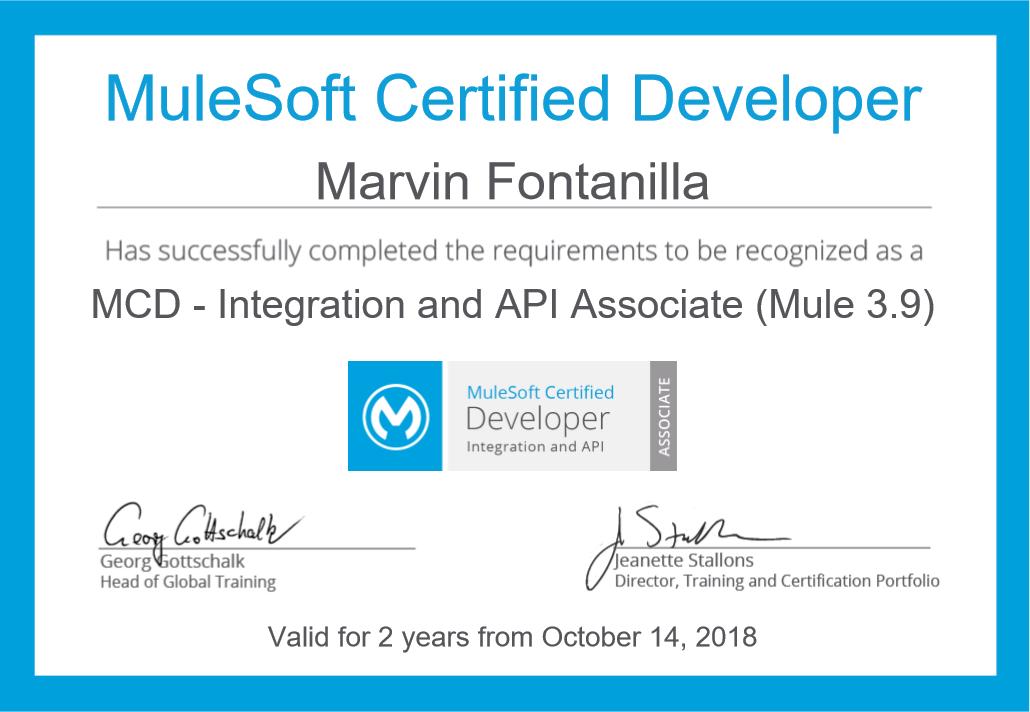 MuleSoft Certified Developer
Marvin Fontanilla
Has successfully completed the requirements to be recognized as a
MCD - Integration and API Associate (Mule 3.9)
MuleSoft Certified
Developer
Integration and API
ASSOCIATE
Georg Gottschalk
Georg Gottschalk
Head of Global Training
J Stallons
Jeanette Stallons
Director, Training and Certification Portfolio
Valid for 2 years from October 14, 2018